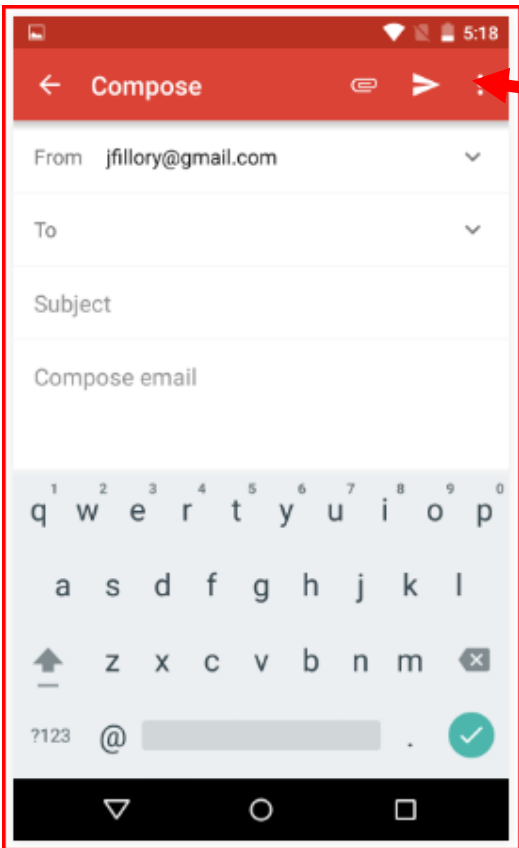 5:18
Compose
From jfillory@gmail.com
To
Subject
Compose email
1 2 3 4 5 6 7 8 9 0
q w e r t y u i o p
a s d f g h j k l
z x c v b n m
?123 @ .